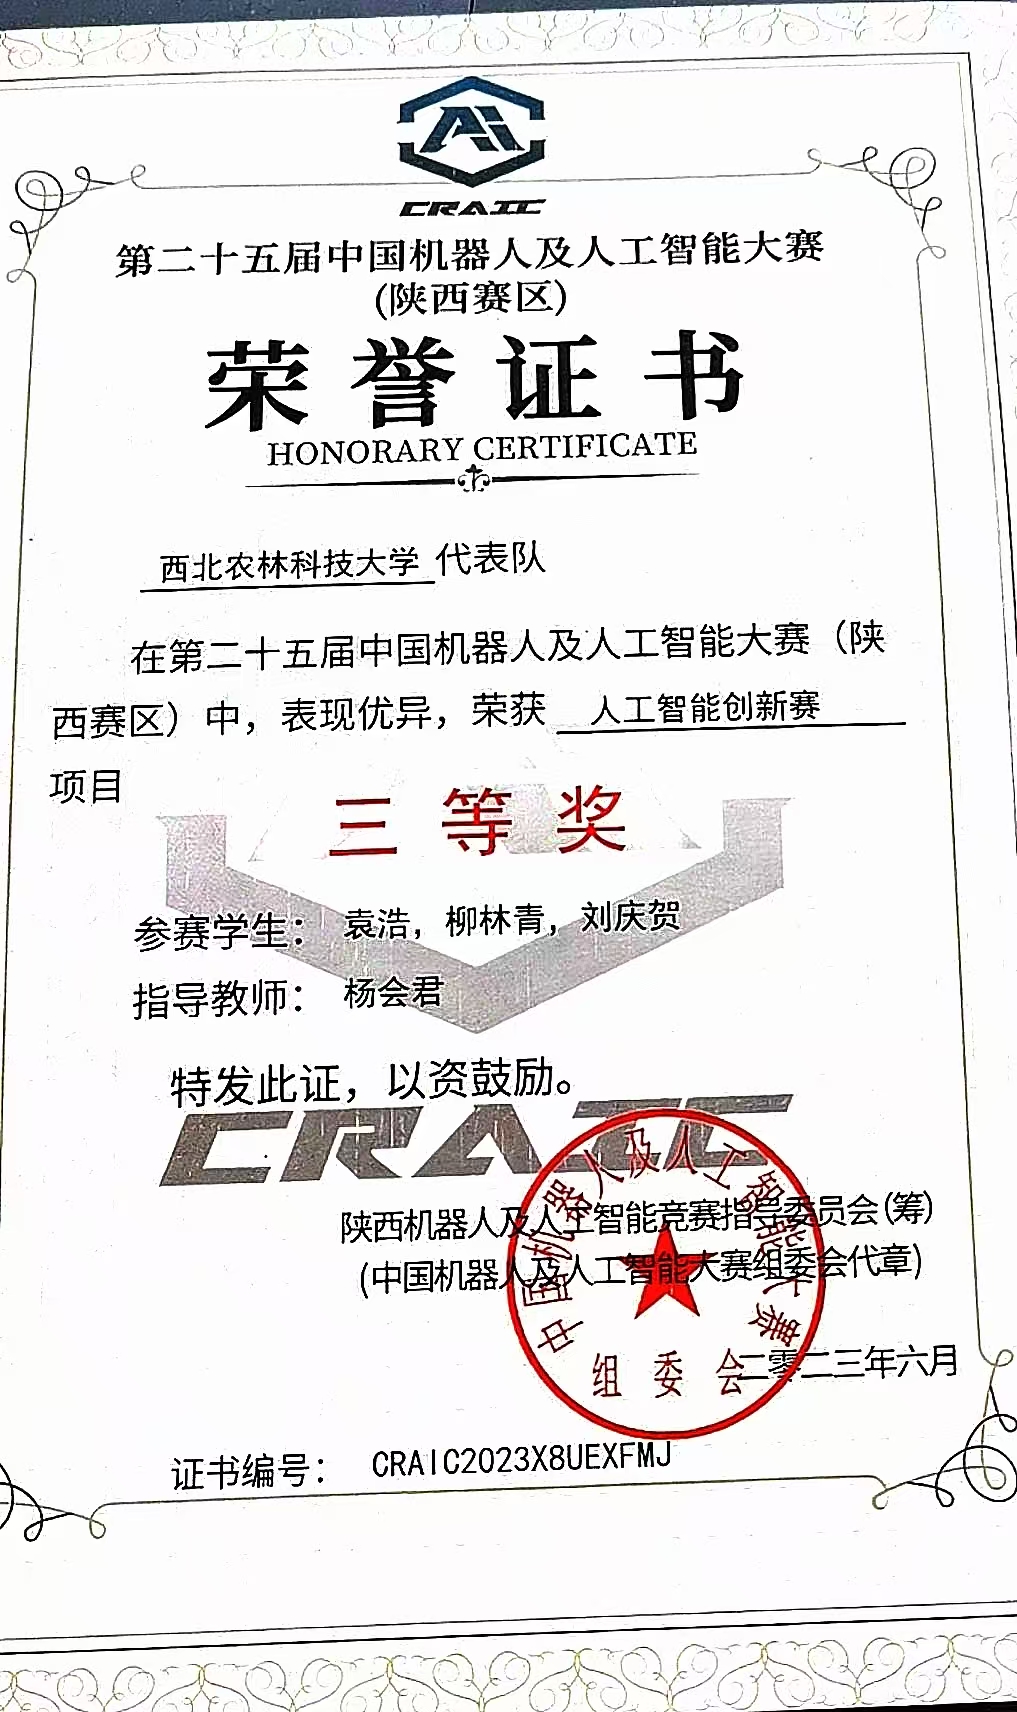 Ai
CRAIC
第二十五届中国机器人及人工智能大赛
(陕西赛区)
荣誉证书
HONORARY CERTIFICATE
西北农林科技大学 代表队
在第二十五届中国机器人及人工智能大赛（陕
西赛区）中，表现优异，荣获 人工智能创新赛
项目
三等奖
参赛学生： 袁浩，柳林青，刘庆贺
指导教师： 杨会君
特发此证，以资鼓励。
CRAIC
陕西机器人及人工智能竞赛指导委员会(筹)
(中国机器人及人工智能大赛组委会代章)
中国机器人及人工智能大赛
组委会
二零二三年六月
证书编号： CRAIC2023X8UEXFMJ